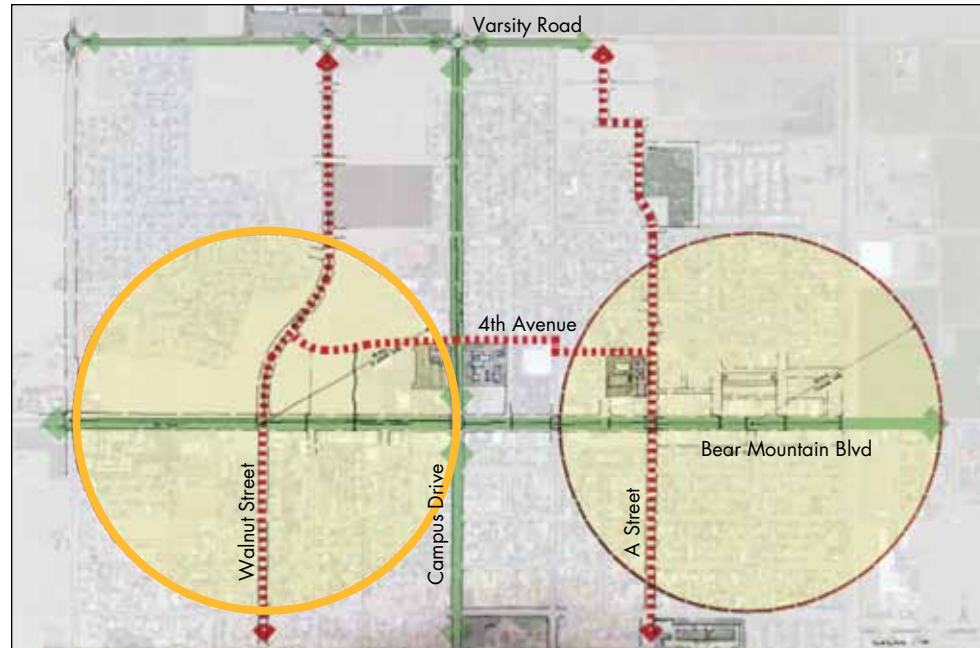 Varsity Road
4th Avenue
Bear Mountain Blvd
Walnut Street
Campus Drive
A Street